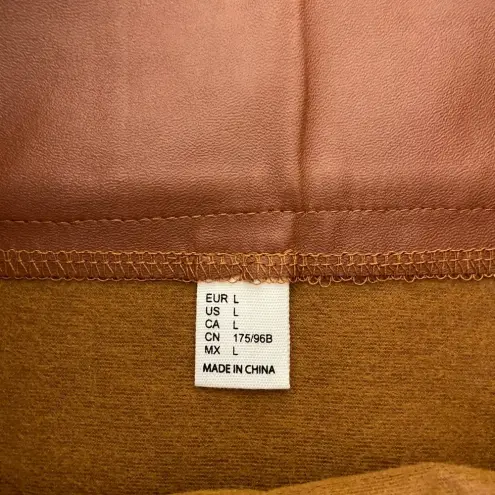 EUR L
US L
CA L
CN 175/96B
MX L
MADE IN CHINA